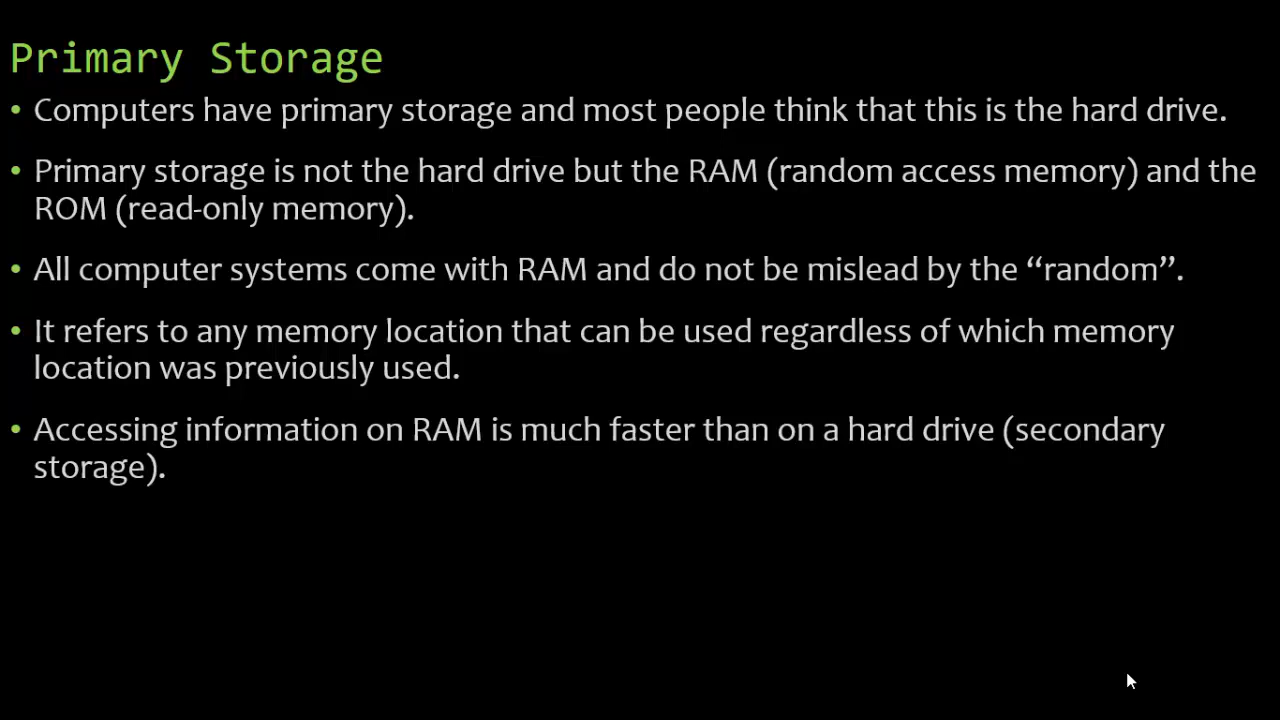 Primary Storage
• Computers have primary storage and most people think that this is the hard drive.
• Primary storage is not the hard drive but the RAM (random access memory) and the
ROM (read-only memory).
• All computer systems come with RAM and do not be mislead by the “random”.
• It refers to any memory location that can be used regardless of which memory
location was previously used.
• Accessing information on RAM is much faster than on a hard drive (secondary
storage).